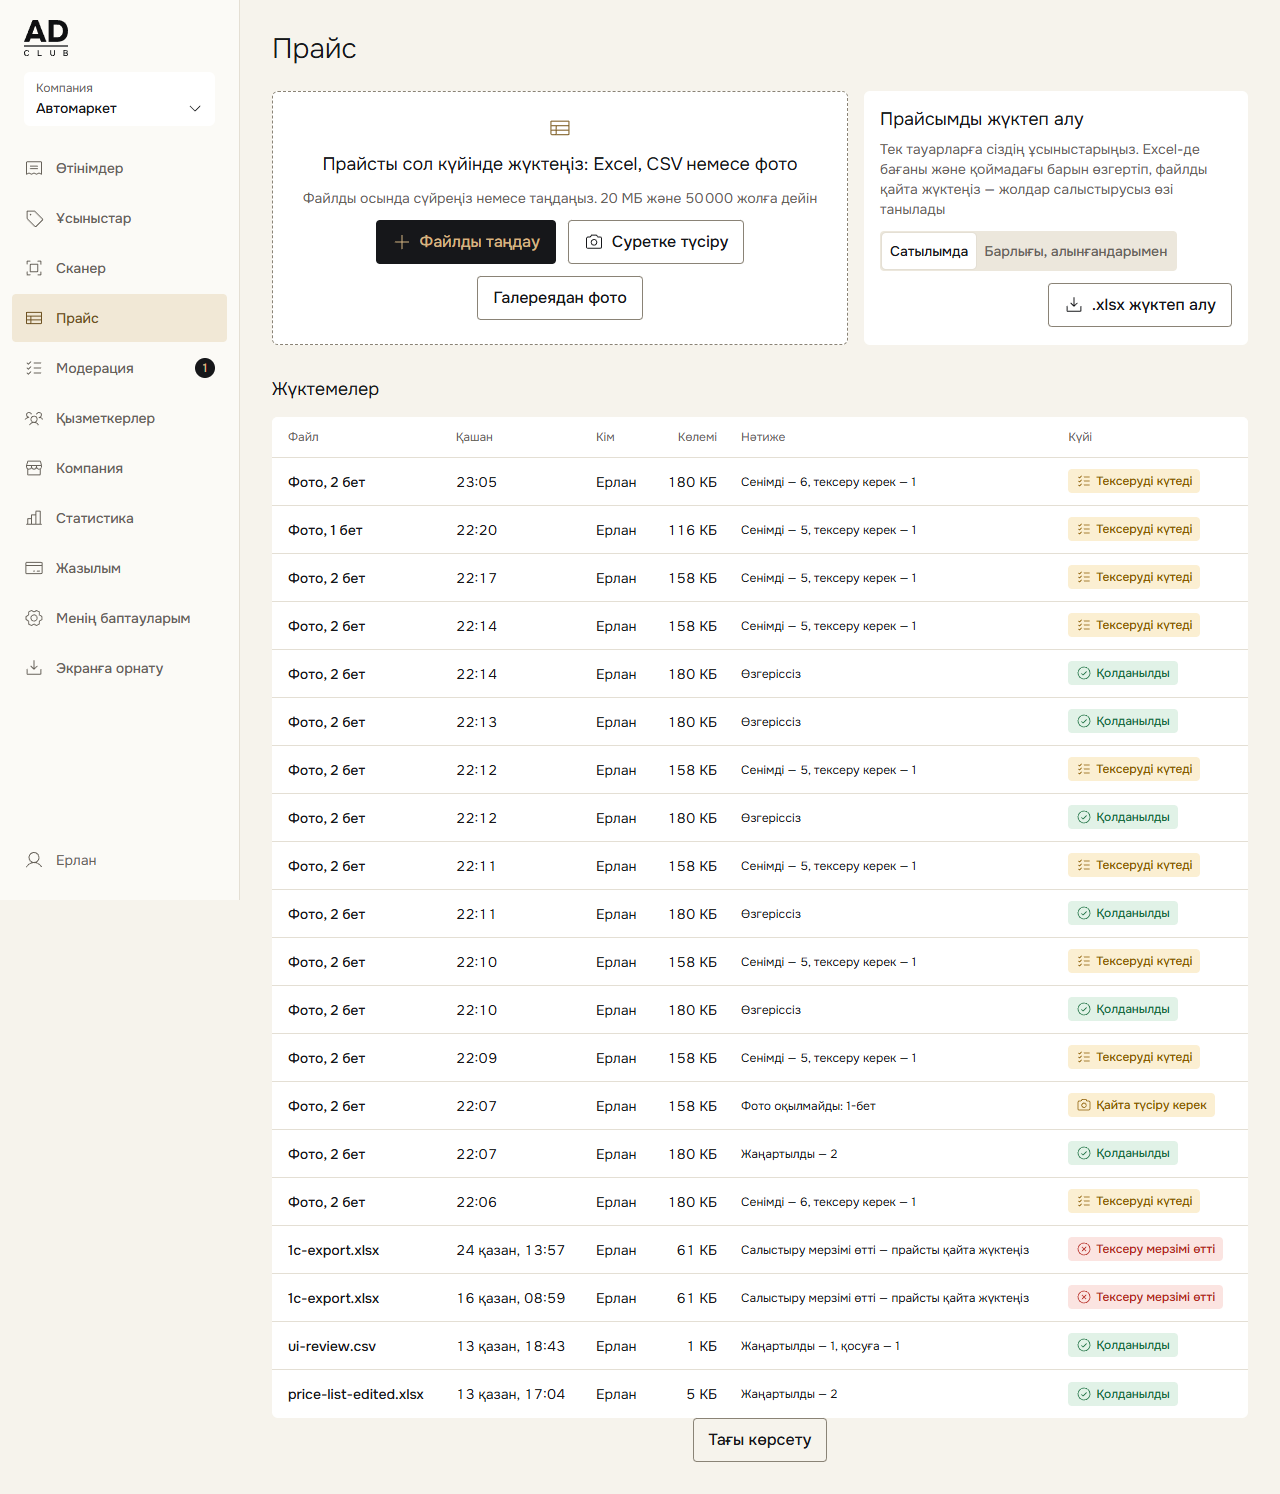 AD
CLUB
Компания
Автомаркет
Өтінімдер
Ұсыныстар
Сканер
Прайс
Модерация 1
Қызметкерлер
Компания
Статистика
Жазылым
Менің баптауларым
Экранға орнату
Ерлан
Прайс
Прайсты сол күйінде жүктеңіз: Excel, CSV немесе фото
Файлды осында сүйреңіз немесе таңдаңыз. 20 МБ және 50 000 жолға дейін
Файлды таңдау
Суретке түсіру
Галереядан фото
Прайсымды жүктеп алу
Тек тауарларға сіздің ұсыныстарыңыз. Excel-де
бағаны және қоймадағы барын өзгертіп, файлды
қайта жүктеңіз — жолдар салыстырусыз өзі
танылады
Сатылымда Барлығы, алынғандарымен
.xlsx жүктеп алу
Жүктемелер
Файл Қашан Кім Көлемі Нәтиже Күйі
Фото, 2 бет 23:05 Ерлан 180 КБ Сенімді — 6, тексеру керек — 1 Тексеруді күтеді
Фото, 1 бет 22:20 Ерлан 116 КБ Сенімді — 5, тексеру керек — 1 Тексеруді күтеді
Фото, 2 бет 22:17 Ерлан 158 КБ Сенімді — 5, тексеру керек — 1 Тексеруді күтеді
Фото, 2 бет 22:14 Ерлан 158 КБ Сенімді — 5, тексеру керек — 1 Тексеруді күтеді
Фото, 2 бет 22:14 Ерлан 180 КБ Өзгеріссіз Қолданылды
Фото, 2 бет 22:13 Ерлан 180 КБ Өзгеріссіз Қолданылды
Фото, 2 бет 22:12 Ерлан 158 КБ Сенімді — 5, тексеру керек — 1 Тексеруді күтеді
Фото, 2 бет 22:12 Ерлан 180 КБ Өзгеріссіз Қолданылды
Фото, 2 бет 22:11 Ерлан 158 КБ Сенімді — 5, тексеру керек — 1 Тексеруді күтеді
Фото, 2 бет 22:11 Ерлан 180 КБ Өзгеріссіз Қолданылды
Фото, 2 бет 22:10 Ерлан 158 КБ Сенімді — 5, тексеру керек — 1 Тексеруді күтеді
Фото, 2 бет 22:10 Ерлан 180 КБ Өзгеріссіз Қолданылды
Фото, 2 бет 22:09 Ерлан 158 КБ Сенімді — 5, тексеру керек — 1 Тексеруді күтеді
Фото, 2 бет 22:07 Ерлан 158 КБ Фото оқылмайды: 1-бет Қайта түсіру керек
Фото, 2 бет 22:07 Ерлан 180 КБ Жаңартылды — 2 Қолданылды
Фото, 2 бет 22:06 Ерлан 180 КБ Сенімді — 6, тексеру керек — 1 Тексеруді күтеді
1c-export.xlsx 24 қазан, 13:57 Ерлан 61 КБ Салыстыру мерзімі өтті — прайсты қайта жүктеңіз Тексеру мерзімі өтті
1c-export.xlsx 16 қазан, 08:59 Ерлан 61 КБ Салыстыру мерзімі өтті — прайсты қайта жүктеңіз Тексеру мерзімі өтті
ui-review.csv 13 қазан, 18:43 Ерлан 1 КБ Жаңартылды — 1, қосуға — 1 Қолданылды
price-list-edited.xlsx 13 қазан, 17:04 Ерлан 5 КБ Жаңартылды — 2 Қолданылды
Тағы көрсету